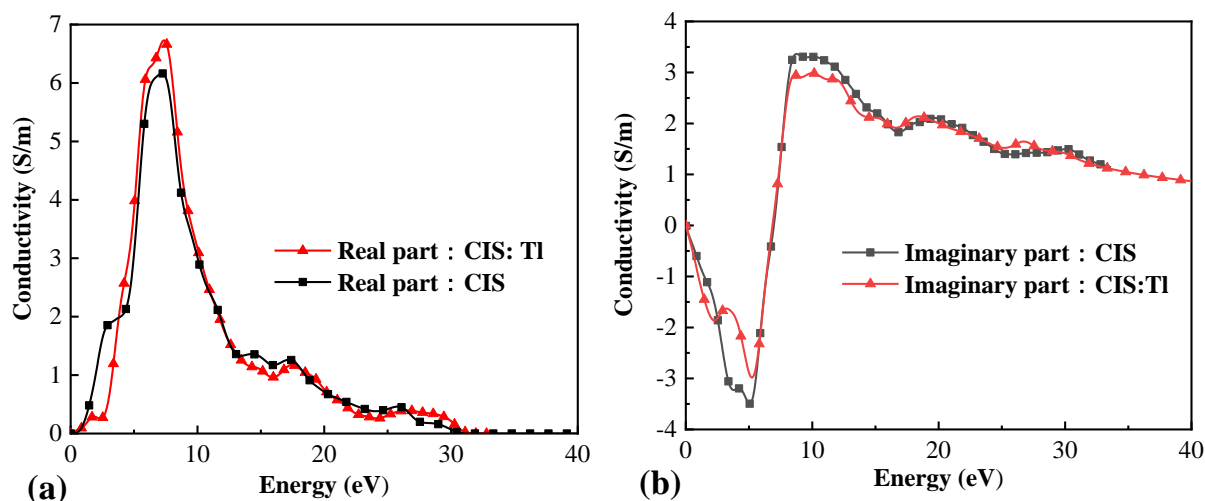 7
6
5
4
3
2
1
0
0
10
20
30
40
Conductivity (S/m)
Energy (eV)
Real part：CIS: Tl
Real part：CIS
(a)
4
3
2
1
0
-1
-2
-3
-4
0
10
20
30
40
Conductivity (S/m)
Energy (eV)
Imaginary part：CIS
Imaginary part：CIS:Tl
(b)